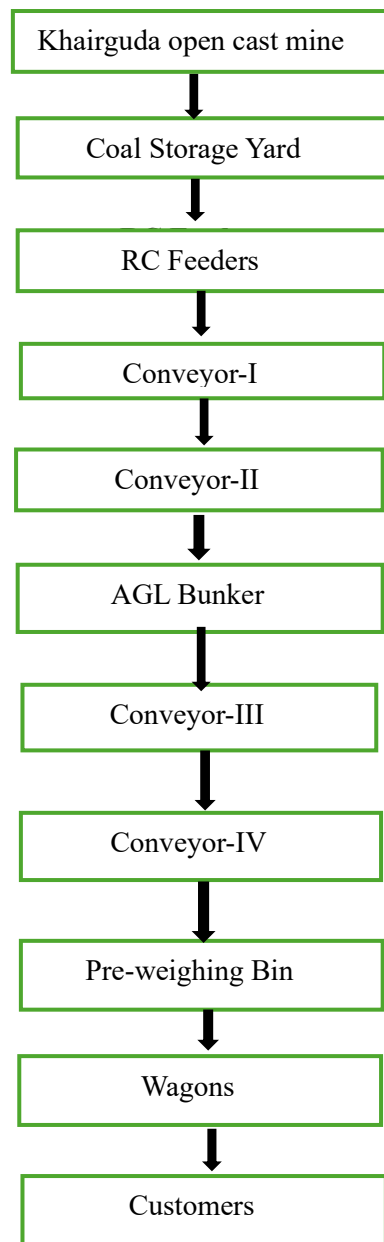 Khairguda open cast mine
Coal Storage Yard
RC Feeders
Conveyor-I
Conveyor-II
AGL Bunker
Conveyor-III
Conveyor-IV
Pre-weighing Bin
Wagons
Customers